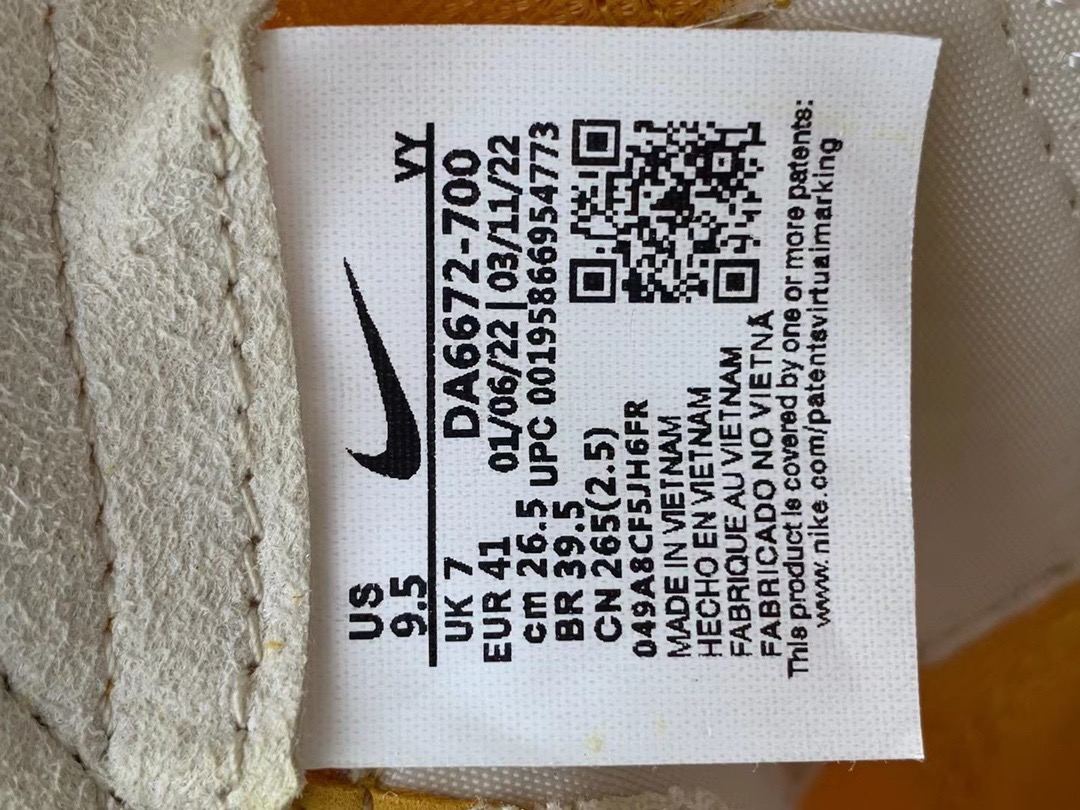 US
9.5 VY
UK 7 DA6672-700
EUR 41 01/06/22 | 03/11/22
cm 26.5 UPC 00195866954773
BR 39.5
CN 265(2.5)
049A8CF5JH6FR
MADE IN VIETNAM
HECHO EN VIETNAM
FABRIQUE AU VIETNAM
FABRICADO NO VIETNÃ
This product is covered by one or more patents:
www.nike.com/patentsvirtualmarking